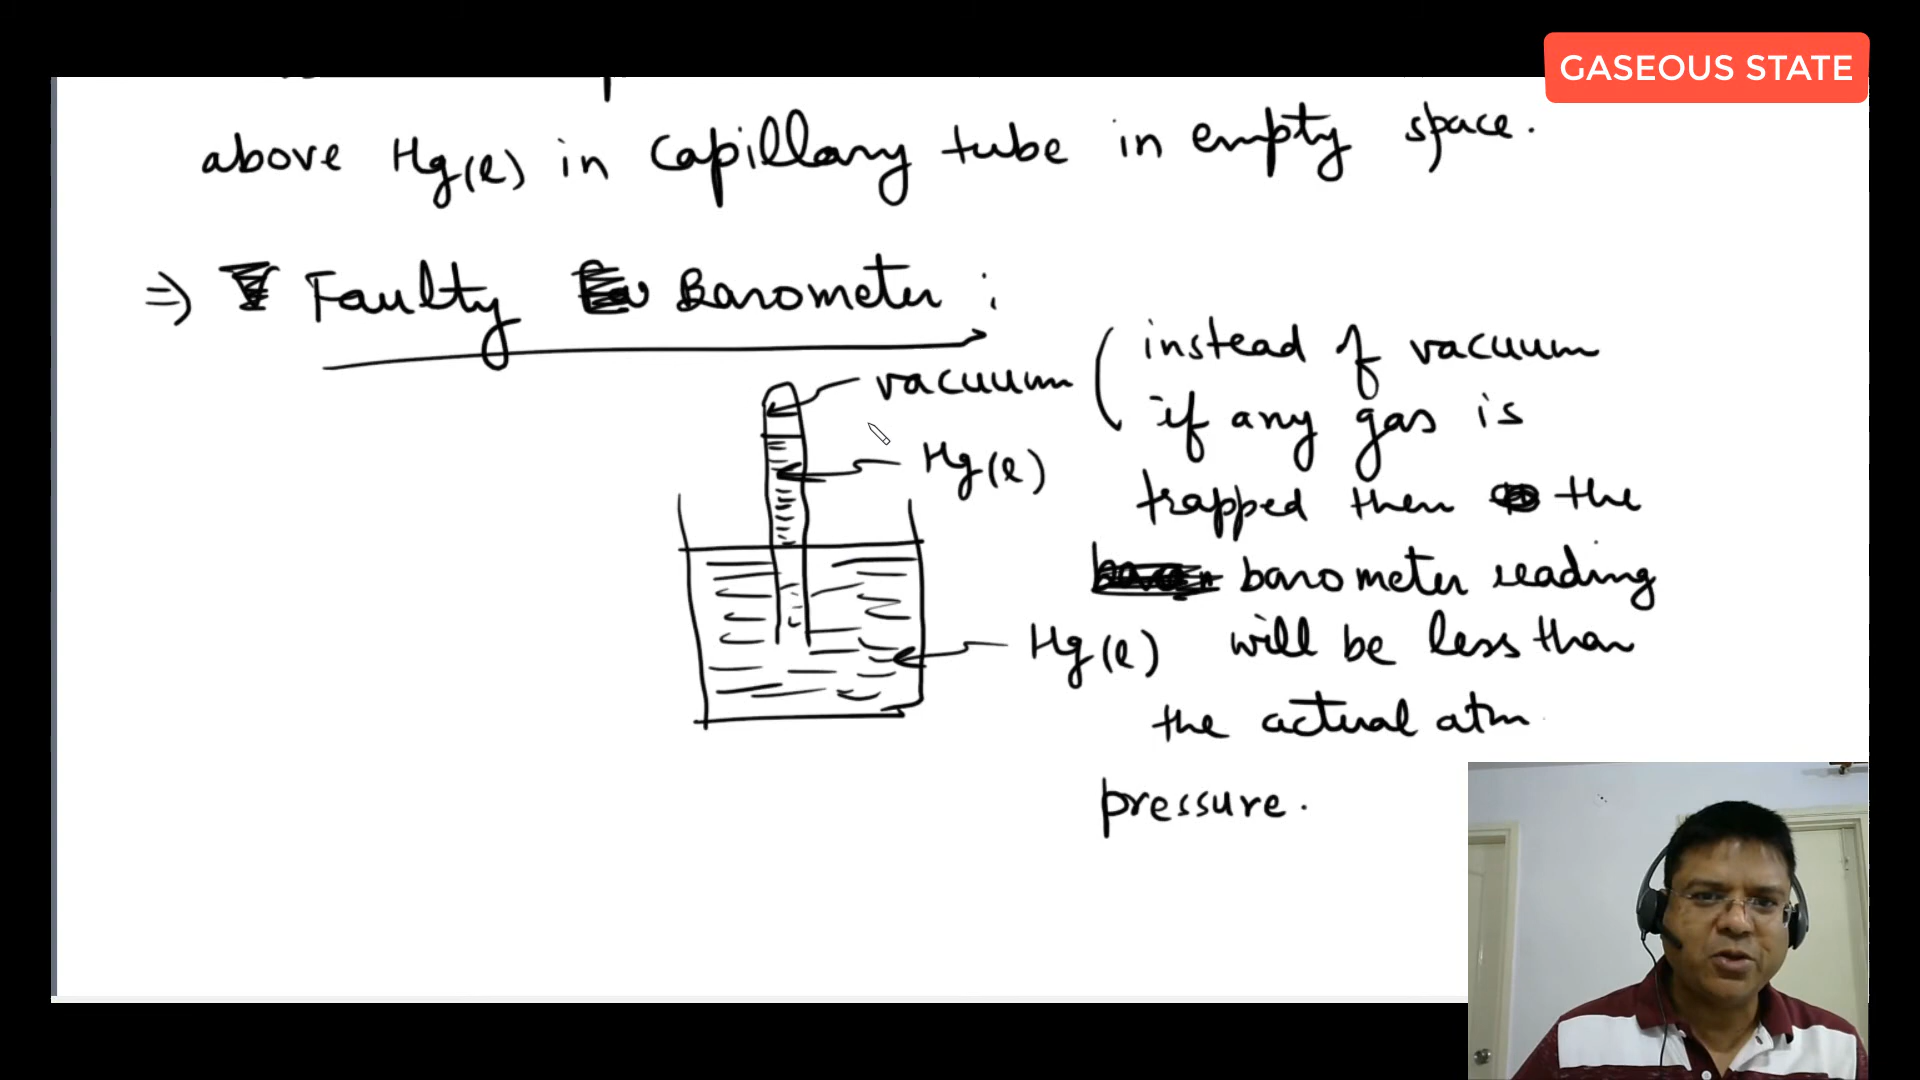 GASEOUS STATE
above Hg(l) in capillary tube in empty space.
⇒ Faulty Barometer :
vacuum
Hg(l)
Hg(l)
( instead of vacuum
if any gas is
trapped then the
barometer reading
will be less than
the actual atm
pressure.